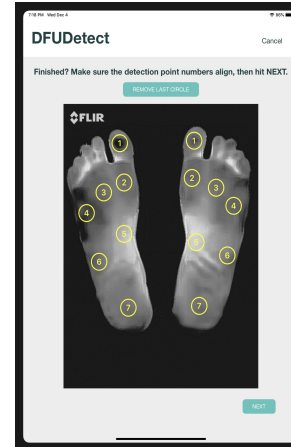 7:16 PM Wed Dec 4
86%
DFUDetect
Cancel
Finished? Make sure the detection point numbers align, then hit NEXT.
REMOVE LAST CIRCLE
FLIR
1 1
2 2
3 3
4 4
5 5
6 6
7 7
NEXT